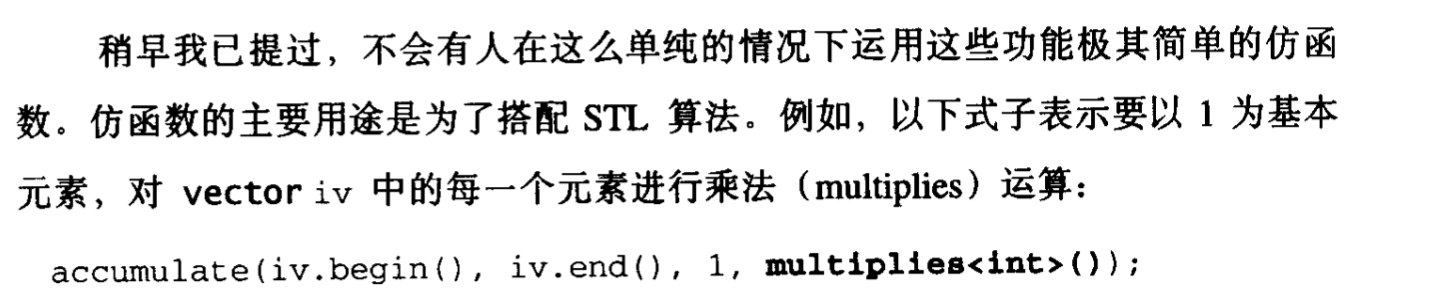 稍早我已提过，不会有人在这么单纯的情况下运用这些功能极其简单的仿函
数。仿函数的主要用途是为了搭配 STL 算法。例如，以下式子表示要以 1 为基本
元素，对 vector iv 中的每一个元素进行乘法（multiplies）运算：
accumulate(iv.begin(), iv.end(), 1, multiplies<int>());